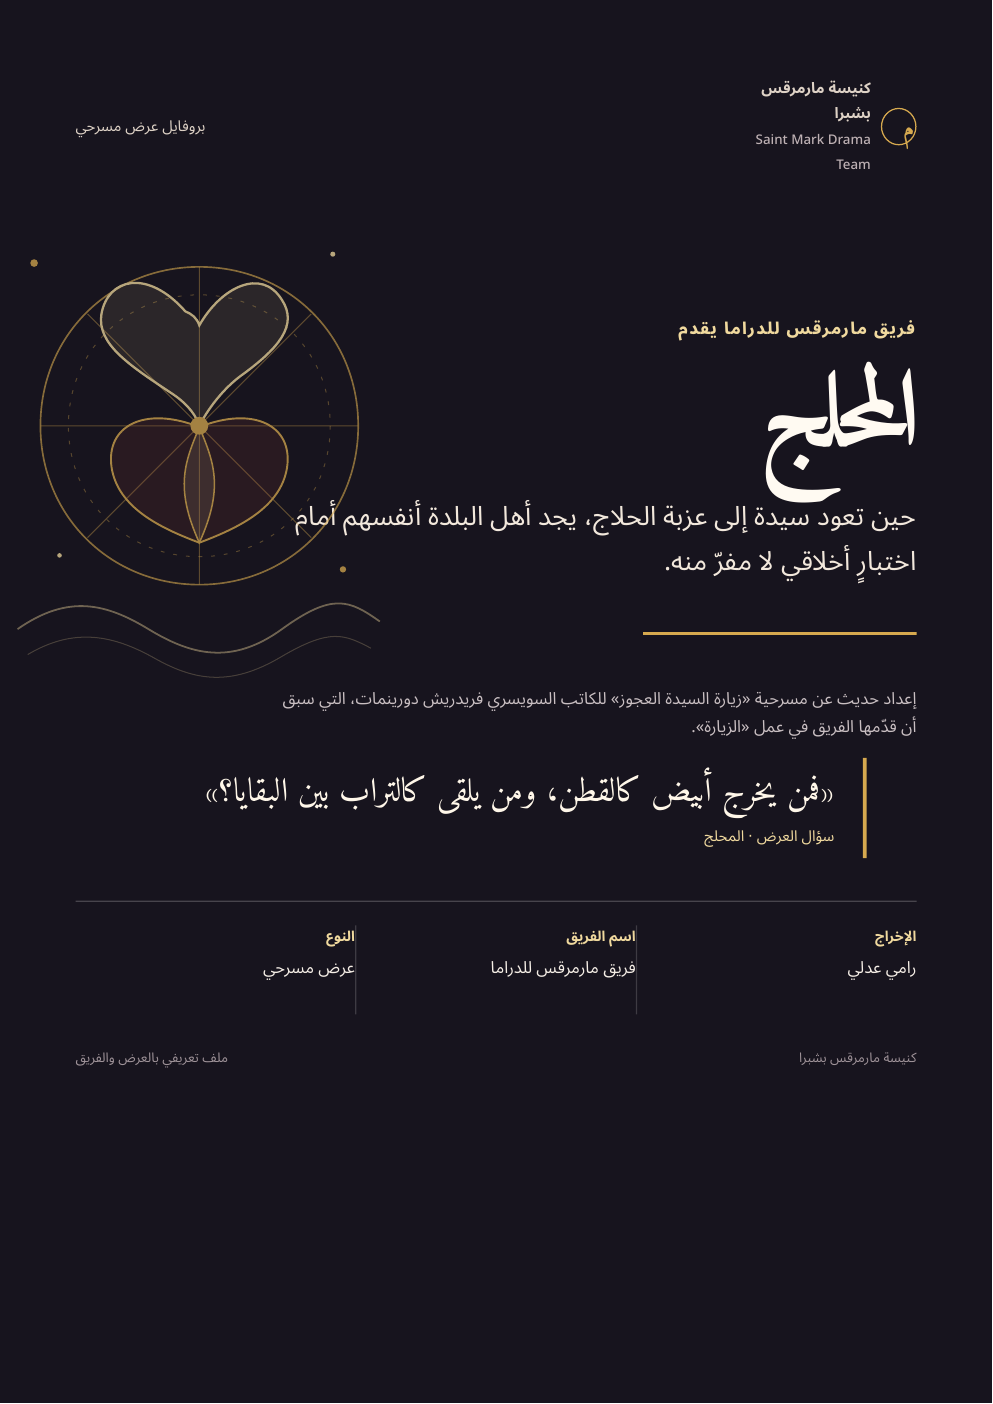 كنيسة مارمرقس
بشبرا
Saint Mark Drama
Team
م
بروفايل عرض مسرحي
فريق مارمرقس للدراما يقدم
المحلج
حين تعود سيدة إلى عزبة الحلاج، يجد أهل البلدة أنفسهم أمام
اختبارٍ أخلاقي لا مفرّ منه.
إعداد حديث عن مسرحية «زيارة السيدة العجوز» للكاتب السويسري فريدريش دورينمات، التي سبق
أن قدّمها الفريق في عمل «الزيارة».
«فمن يخرج أبيض كالقطن، ومن يلقى كالتراب بين البقايا؟»
سؤال العرض · المحلج
الإخراج
رامي عدلي
اسم الفريق
فريق مارمرقس للدراما
النوع
عرض مسرحي
كنيسة مارمرقس بشبرا
ملف تعريفي بالعرض والفريق